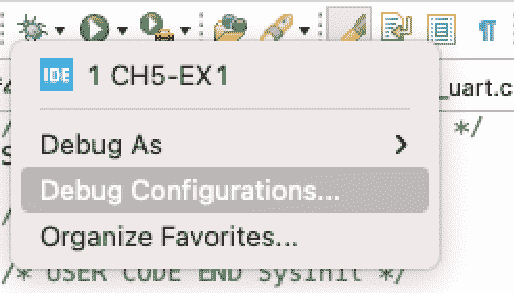 IDE 1 CH5-EX1
_uart.c
*/
Debug As
Debug Configurations...
Organize Favorites...
/* USER CODE END SysInit */